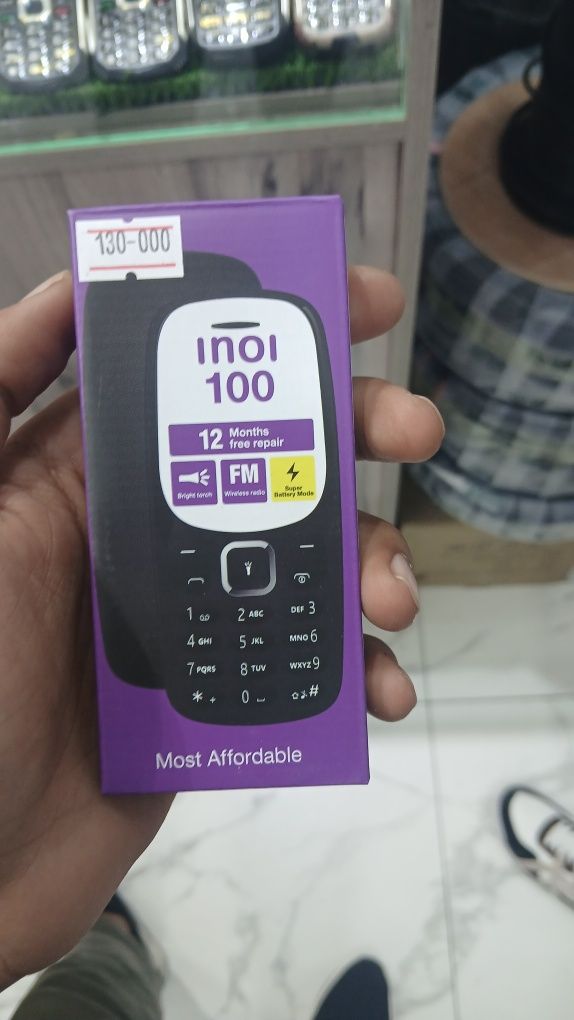 130-000
INOI
100
12 Months
free repair
Bright torch
FM
Wireless radio
Super
Battery Mode
1
2 ABC
DEF 3
4 GHI
5 JKL
MNO 6
7 PQRS
8 TUV
WXYZ 9
* +
0
#
Most Affordable